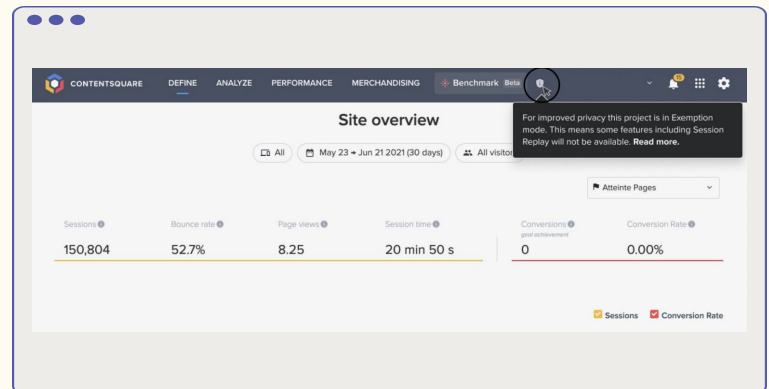 CONTENTSQUARE DEFINE ANALYZE PERFORMANCE MERCHANDISING Benchmark Beta
Site overview
For improved privacy this project is in Exemption
mode. This means some features including Session
Replay will not be available. Read more.
All May 23 → Jun 21 2021 (30 days) All visitor
Atteinte Pages
Sessions Bounce rate Page views Session time Conversions Conversion Rate
goal achievement
150,804 52.7% 8.25 20 min 50 s 0 0.00%
Sessions Conversion Rate